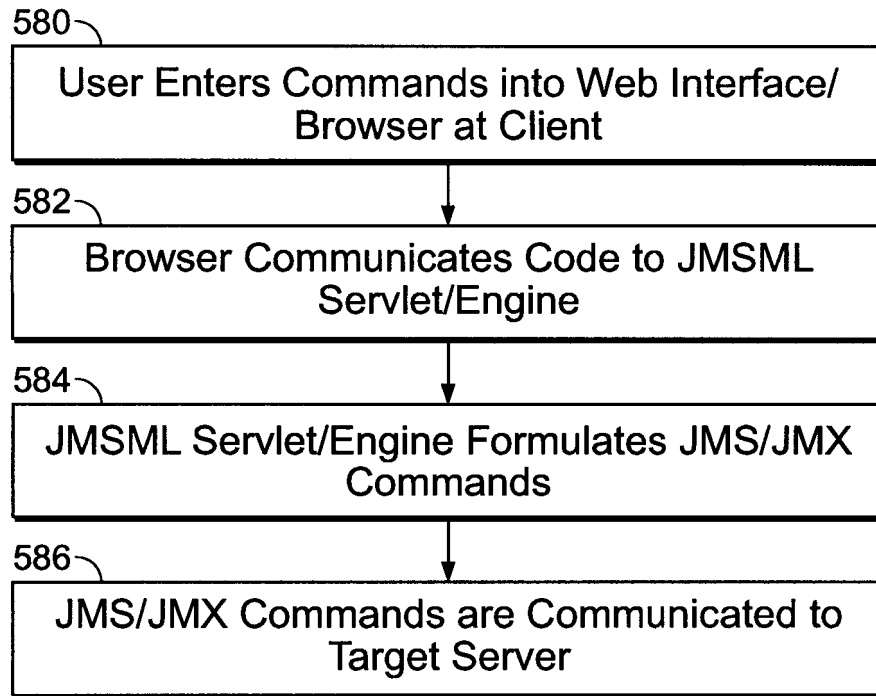 580
User Enters Commands into Web Interface/
Browser at Client
582
Browser Communicates Code to JMSML
Servlet/Engine
584
JMSML Servlet/Engine Formulates JMS/JMX
Commands
586
JMS/JMX Commands are Communicated to
Target Server